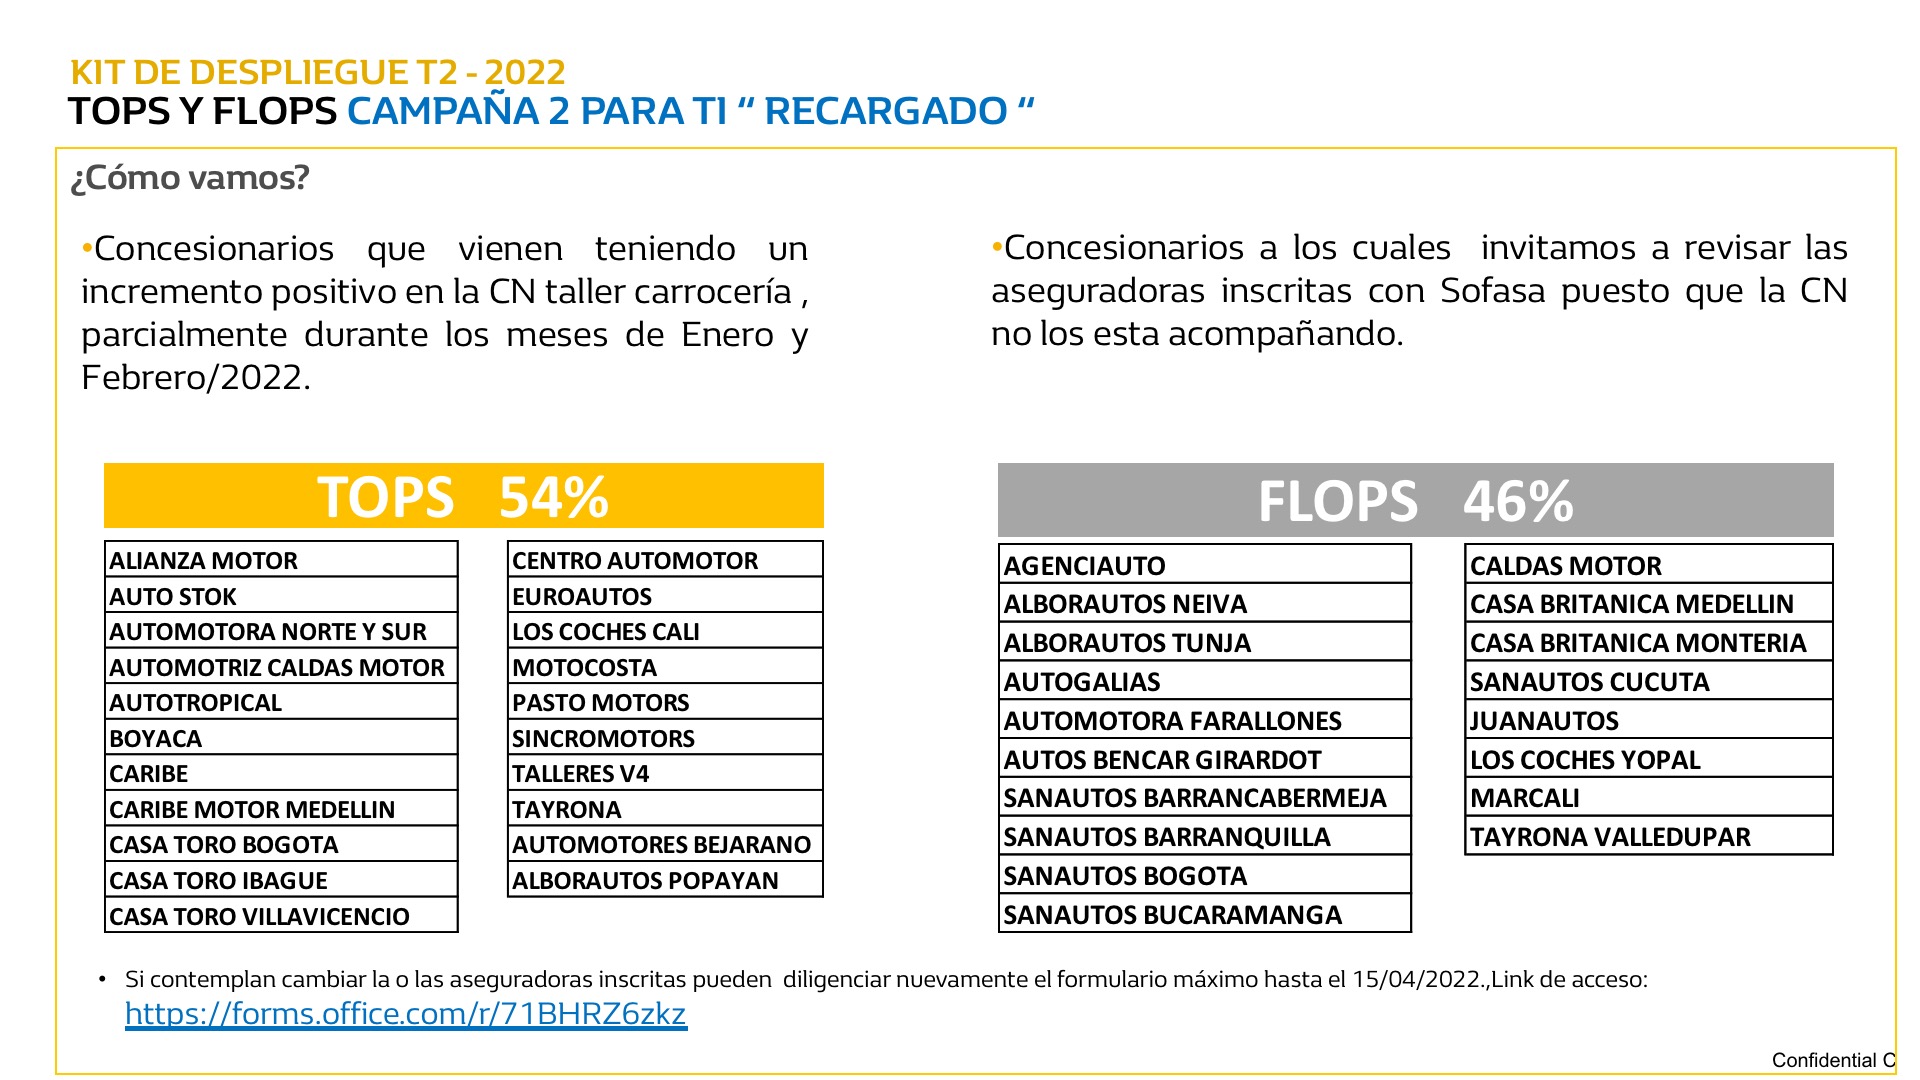 KIT DE DESPLIEGUE T2 - 2022
TOPS Y FLOPS CAMPAÑA 2 PARA TI “ RECARGADO “
¿Cómo vamos?
•Concesionarios que vienen teniendo un
incremento positivo en la CN taller carrocería ,
parcialmente durante los meses de Enero y
Febrero/2022.
•Concesionarios a los cuales  invitamos a revisar las
aseguradoras inscritas con Sofasa puesto que la CN
no los esta acompañando.
TOPS 54%
ALIANZA MOTOR
AUTO STOK
AUTOMOTORA NORTE Y SUR
AUTOMOTRIZ CALDAS MOTOR
AUTOTROPICAL
BOYACA
CARIBE
CARIBE MOTOR MEDELLIN
CASA TORO BOGOTA
CASA TORO IBAGUE
CASA TORO VILLAVICENCIO
CENTRO AUTOMOTOR
EUROAUTOS
LOS COCHES CALI
MOTOCOSTA
PASTO MOTORS
SINCROMOTORS
TALLERES V4
TAYRONA
AUTOMOTORES BEJARANO
ALBORAUTOS POPAYAN
FLOPS 46%
AGENCIAUTO
ALBORAUTOS NEIVA
ALBORAUTOS TUNJA
AUTOGALIAS
AUTOMOTORA FARALLONES
AUTOS BENCAR GIRARDOT
SANAUTOS BARRANCABERMEJA
SANAUTOS BARRANQUILLA
SANAUTOS BOGOTA
SANAUTOS BUCARAMANGA
CALDAS MOTOR
CASA BRITANICA MEDELLIN
CASA BRITANICA MONTERIA
SANAUTOS CUCUTA
JUANAUTOS
LOS COCHES YOPAL
MARCALI
TAYRONA VALLEDUPAR
• Si contemplan cambiar la o las aseguradoras inscritas pueden  diligenciar nuevamente el formulario máximo hasta el 15/04/2022.,Link de acceso:
https://forms.office.com/r/71BHRZ6zkz
Confidential C